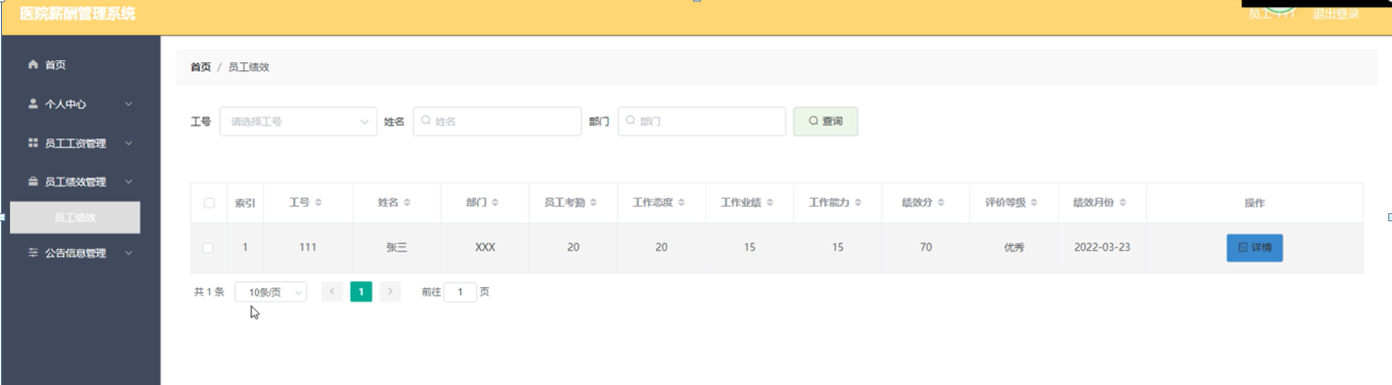 医院薪酬管理系统
员工 111 退出登录
首页
个人中心
员工工资管理
员工绩效管理
员工绩效
公告信息管理
首页 / 员工绩效
工号 请选择工号 姓名 姓名 部门 部门 查询
索引 工号 姓名 部门 员工考勤 工作态度 工作业绩 工作能力 绩效分 评价等级 绩效月份 操作
1 111 张三 XXX 20 20 15 15 70 优秀 2022-03-23 详情
共 1 条 10条/页 1 前往 1 页